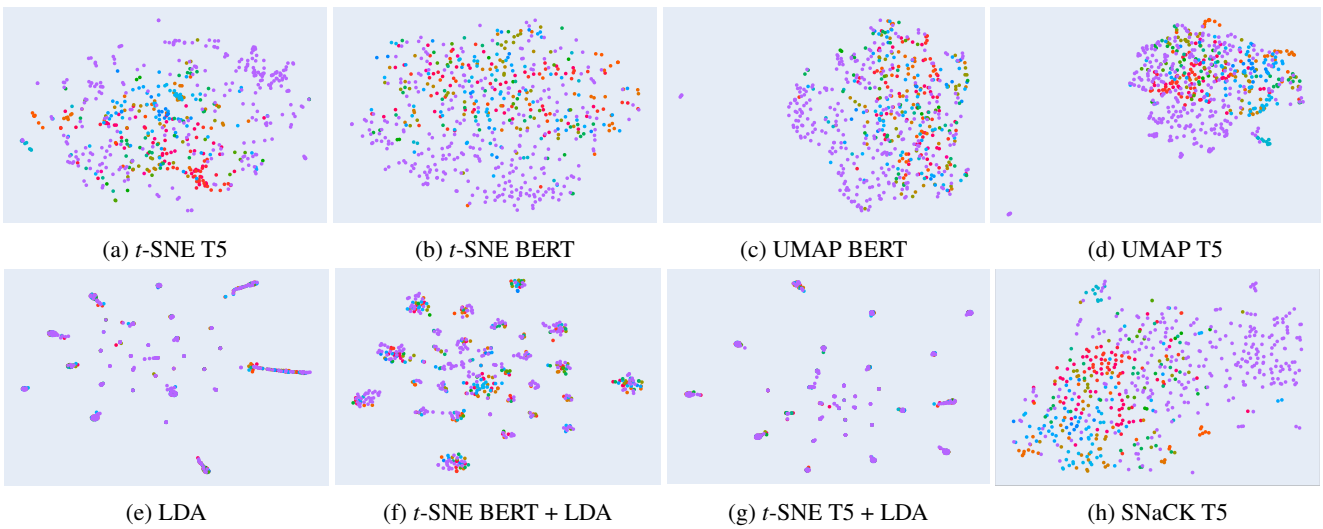 (a) t-SNE T5
(b) t-SNE BERT
(c) UMAP BERT
(d) UMAP T5
(e) LDA
(f) t-SNE BERT + LDA
(g) t-SNE T5 + LDA
(h) SNaCK T5